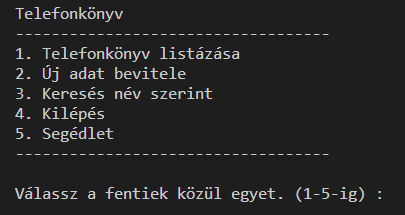 Telefonkönyv
-----------------------------------
1. Telefonkönyv listázása
2. Új adat bevitele
3. Keresés név szerint
4. Kilépés
5. Segédlet
-----------------------------------
Válassz a fentiek közül egyet. (1-5-ig) :